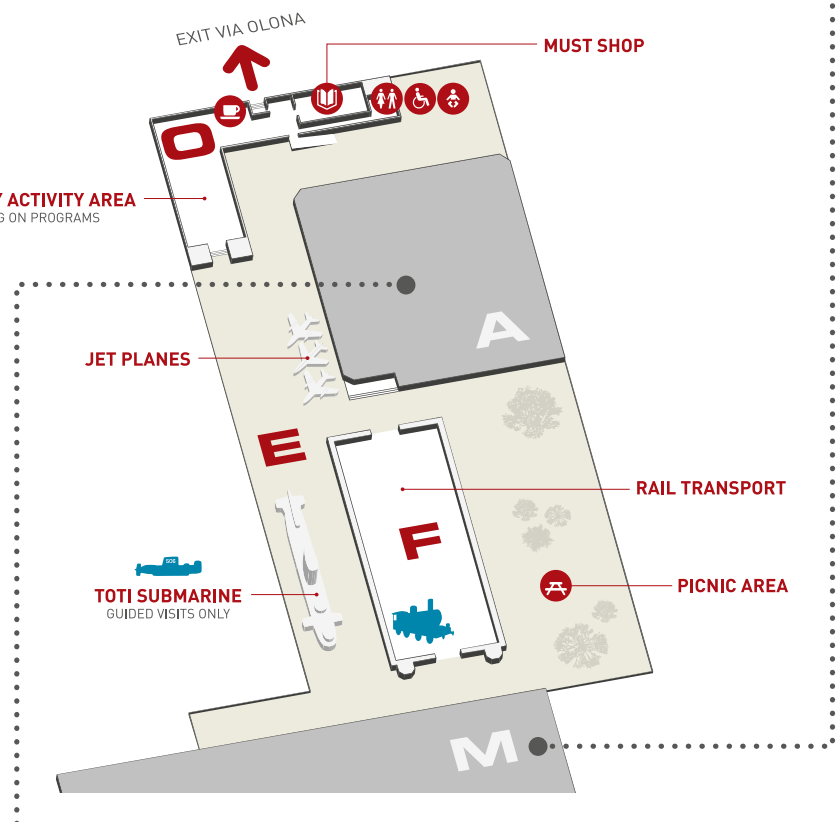 EXIT VIA OLONA
MUST SHOP
O
ACTIVITY AREA
ON PROGRAMS
A
JET PLANES
E
RAIL TRANSPORT
F
506
TOTI SUBMARINE
GUIDED VISITS ONLY
PICNIC AREA
M